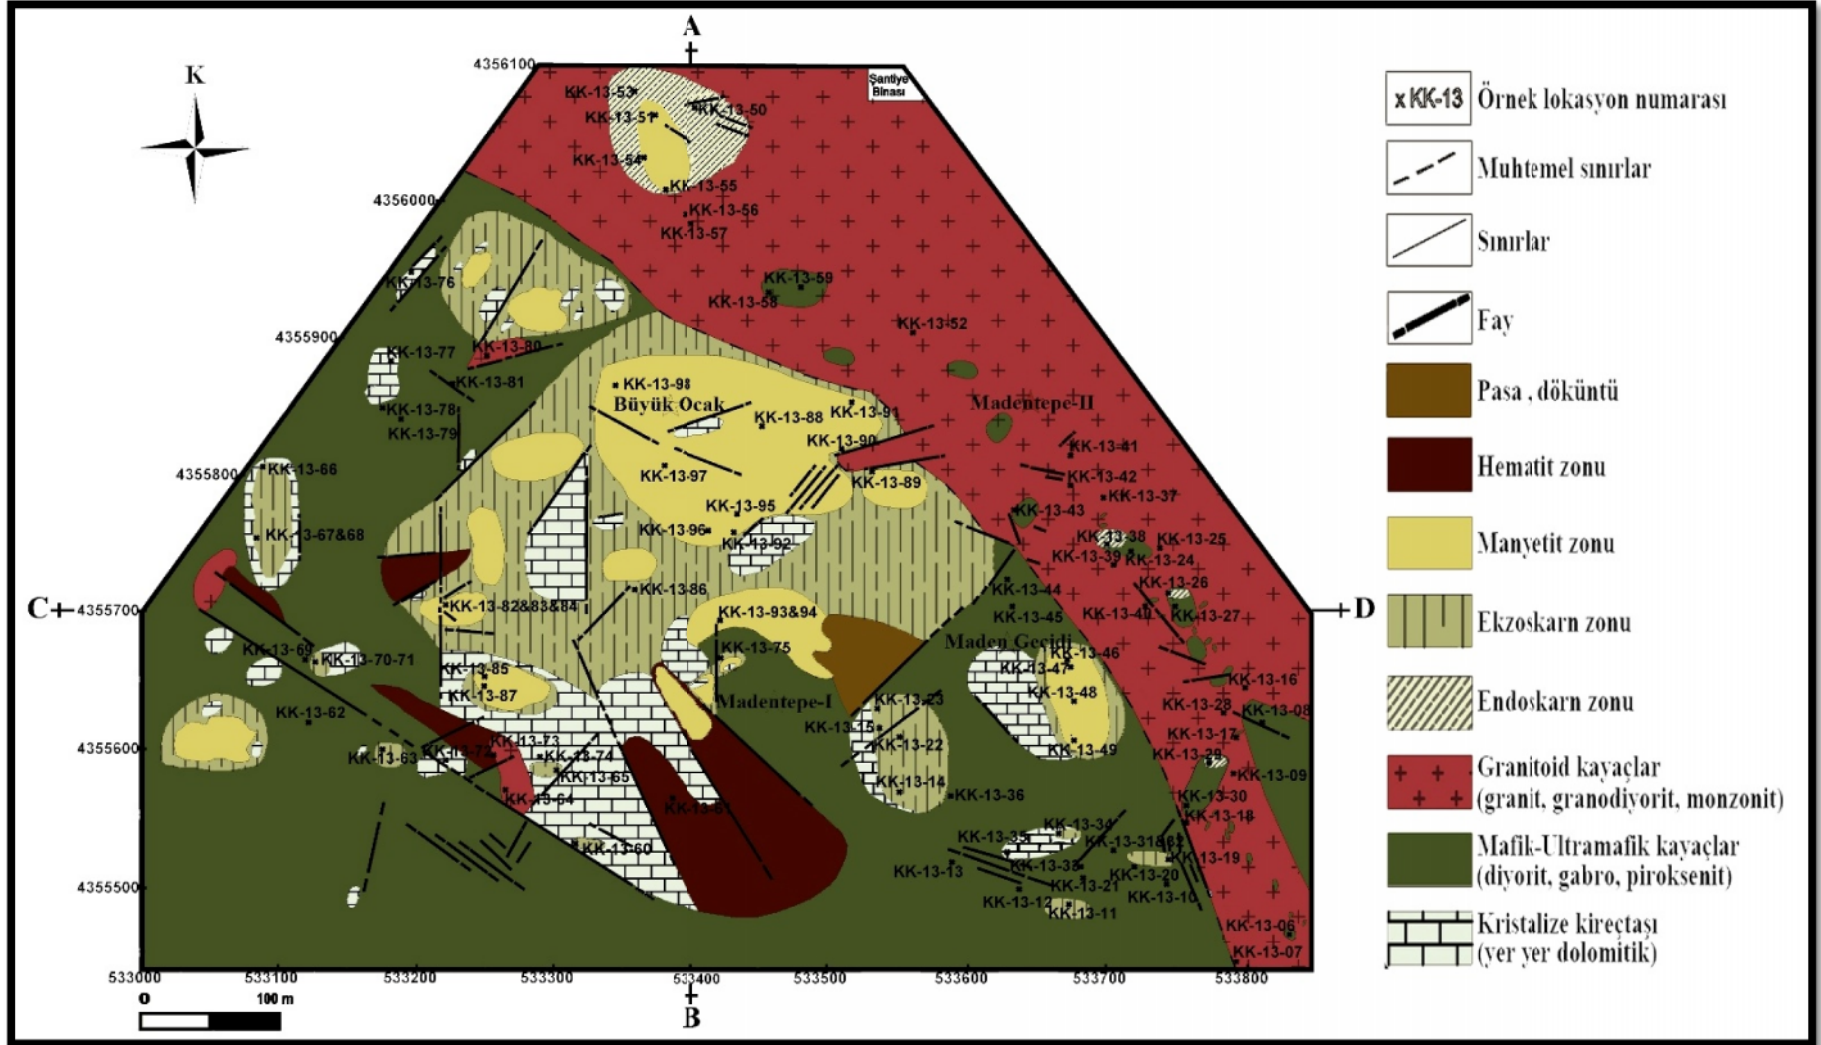 A
K
4356100
Şantiye
Binası
KK-13-53
KK-13-50
KK-13-51
KK-13-54
KK-13-55
4356000
KK-13-56
KK-13-57
KK-13-76
KK-13-59
KK-13-58
KK-13-52
4355900
KK-13-77
KK-13-80
KK-13-81
KK-13-98
Büyük Ocak
Madentepe-II
KK-13-78
KK-13-88
KK-13-91
KK-13-79
KK-13-90
KK-13-41
4355800
KK-13-66
KK-13-97
KK-13-89
KK-13-42
KK-13-37
KK-13-95
KK-13-43
KK-13-67&68
KK-13-96
KK-13-92
KK-13-38
KK-13-25
KK-13-39
KK-13-24
KK-13-86
KK-13-44
KK-13-26
C
4355700
KK-13-82&83&84
KK-13-93&94
KK-13-45
KK-13-40
KK-13-27
D
KK-13-69
KK-13-70-71
KK-13-75
Maden Geçidi
KK-13-46
KK-13-85
KK-13-47
KK-13-16
KK-13-87
Madentepe-I
KK-13-23
KK-13-48
KK-13-28
KK-13-08
KK-13-62
KK-13-15
KK-13-17
4355600
KK-13-73
KK-13-72
KK-13-22
KK-13-49
KK-13-29
KK-13-63
KK-13-74
KK-13-65
KK-13-14
KK-13-09
KK-13-64
KK-13-61
KK-13-36
KK-13-30
KK-13-18
KK-13-34
KK-13-35
KK-13-60
KK-13-31&32
KK-13-19
KK-13-13
KK-13-33
KK-13-20
4355500
KK-13-21
KK-13-12
KK-13-10
KK-13-11
KK-13-06
KK-13-07
533000 533100 533200 533300 533400 533500 533600 533700 533800
0 100 m
B
x KK-13 Örnek lokasyon numarası
Muhtemel sınırlar
Sınırlar
Fay
Pasa , döküntü
Hematit zonu
Manyetit zonu
Ekzoskarn zonu
Endoskarn zonu
Granitoid kayaçlar
(granit, granodiyorit, monzonit)
Mafik-Ultramafik kayaçlar
(diyorit, gabro, piroksenit)
Kristalize kireçtaşı
(yer yer dolomitik)